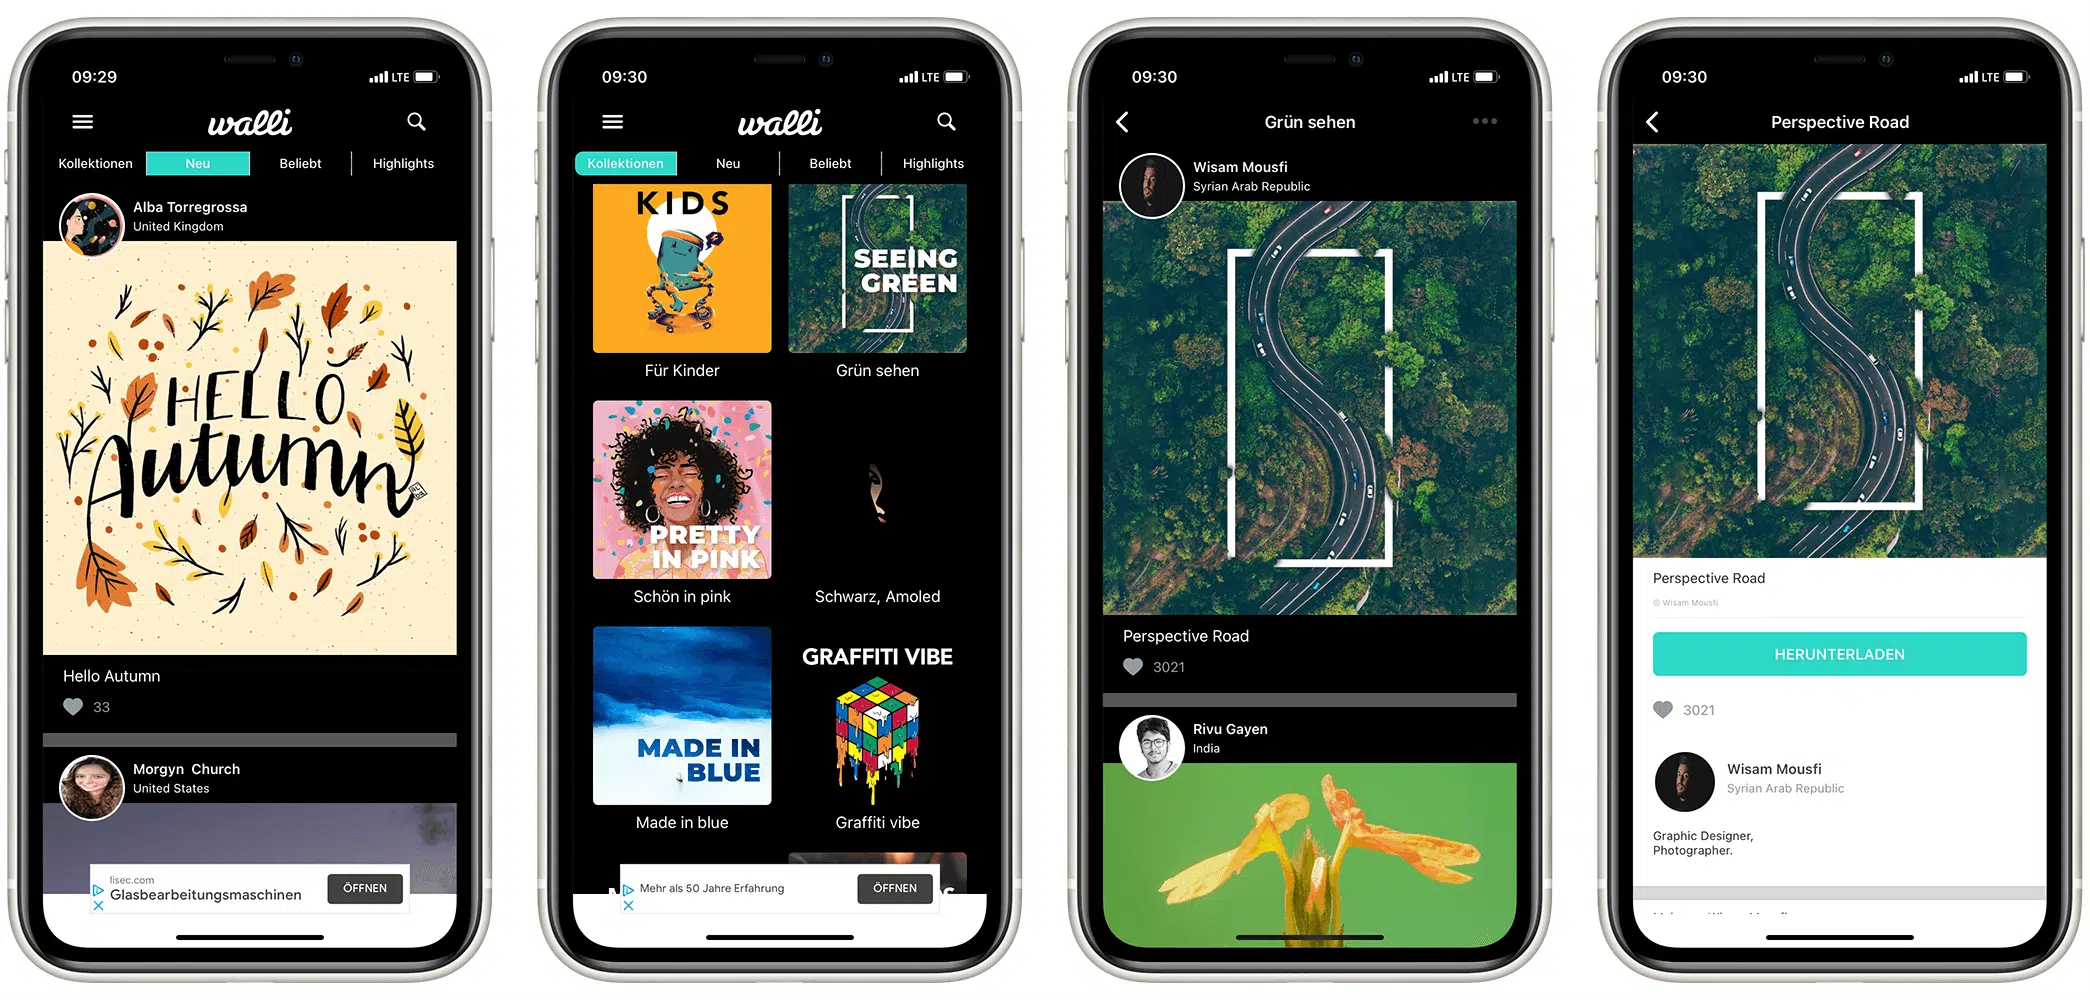 09:29
LTE
walli
Kollektionen
Neu
Beliebt
Highlights
Alba Torregrossa
United Kingdom
HELLO
Autumn
Hello Autumn
33
Morgyn Church
United States
lisec.com
Glasbearbeitungsmaschinen
ÖFFNEN
09:30
LTE
walli
Kollektionen
Neu
Beliebt
Highlights
KIDS
SEEING
GREEN
Für Kinder
Grün sehen
PRETTY
IN PINK
Schön in pink
Schwarz, Amoled
MADE IN
BLUE
GRAFFITI VIBE
Made in blue
Graffiti vibe
Mehr als 50 Jahre Erfahrung
ÖFFNEN
09:30
LTE
Grün sehen
Wisam Mousfi
Syrian Arab Republic
Perspective Road
3021
Rivu Gayen
India
09:30
LTE
Perspective Road
Perspective Road
© Wisam Mousfi
HERUNTERLADEN
3021
Wisam Mousfi
Syrian Arab Republic
Graphic Designer,
Photographer.